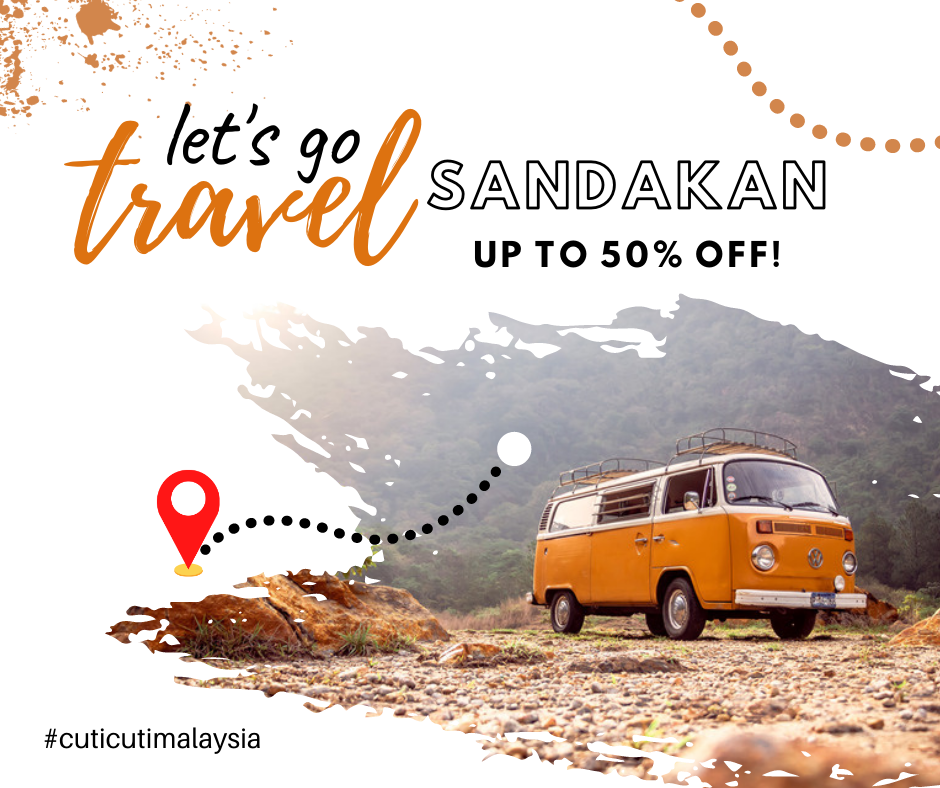 let's go
travel
SANDAKAN
UP TO 50% OFF!
#cuticutimalaysia